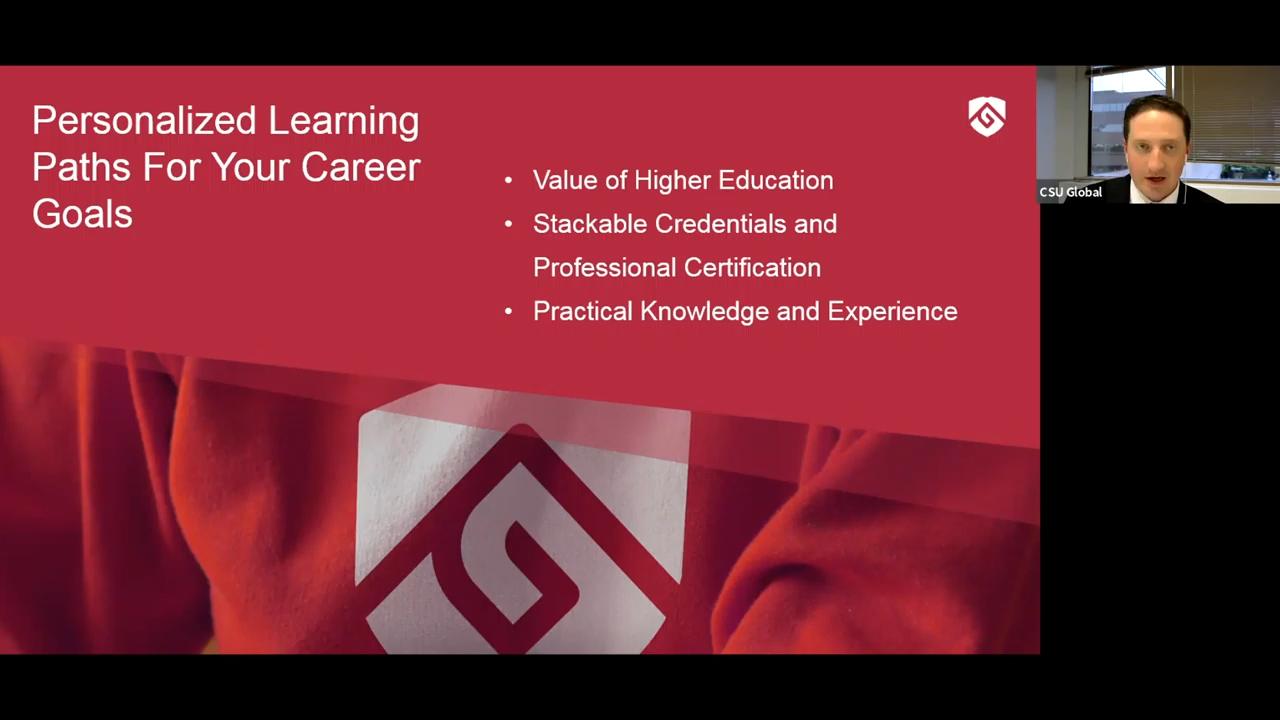 Personalized Learning
Paths For Your Career
Goals
• Value of Higher Education
• Stackable Credentials and
Professional Certification
• Practical Knowledge and Experience
CSU Global